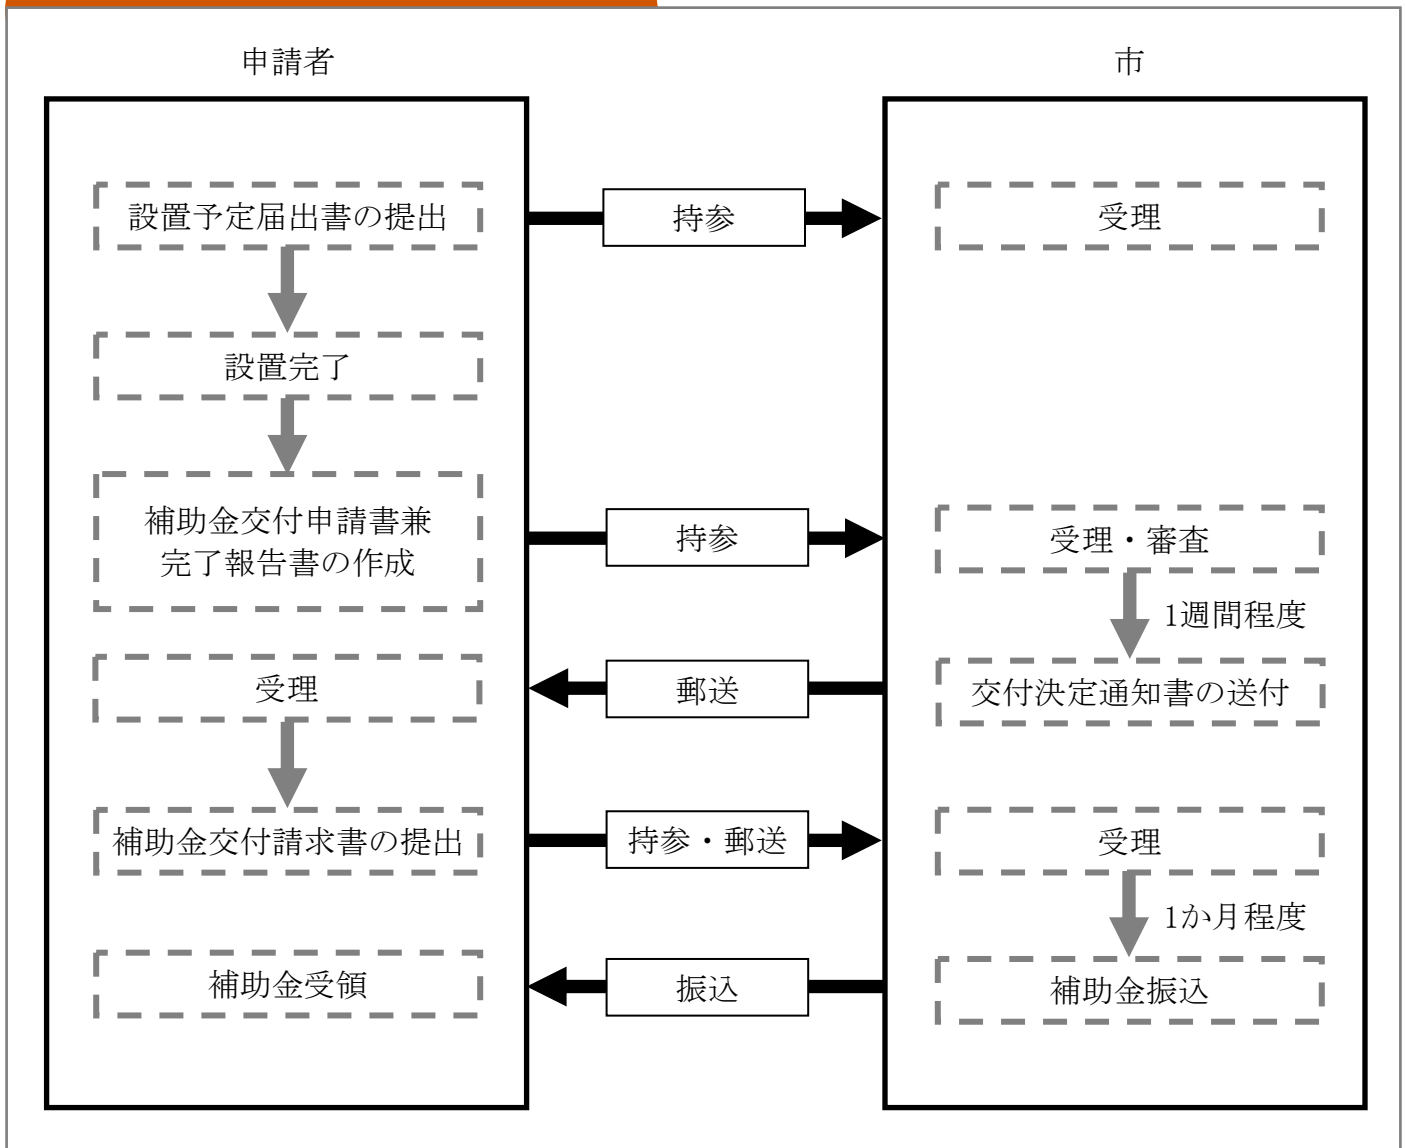 申請者
市
設置予定届出書の提出
持参
受理
設置完了
補助金交付申請書兼
完了報告書の作成
持参
受理・審査
1週間程度
受理
郵送
交付決定通知書の送付
補助金交付請求書の提出
持参・郵送
受理
1か月程度
補助金受領
振込
補助金振込